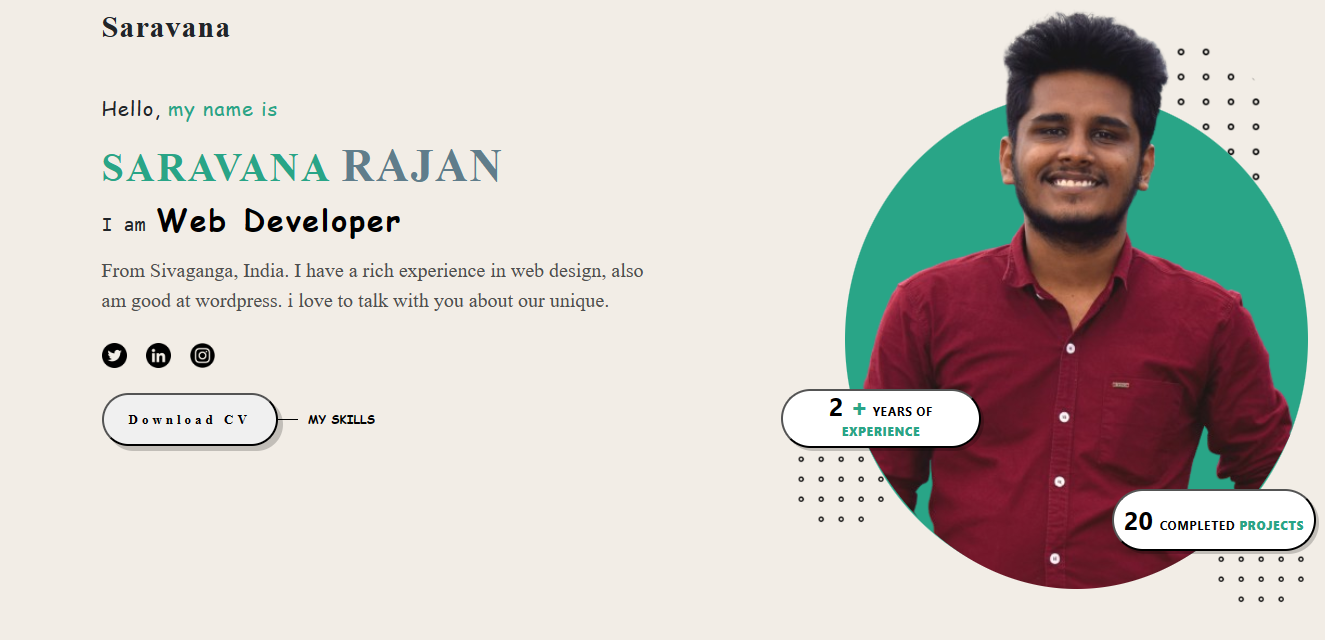 Saravana
Hello, my name is
SARAVANA RAJAN
I am Web Developer
From Sivaganga, India. I have a rich experience in web design, also
am good at wordpress. i love to talk with you about our unique.
Download CV
MY SKILLS
2 + YEARS OF
EXPERIENCE
20 COMPLETED PROJECTS